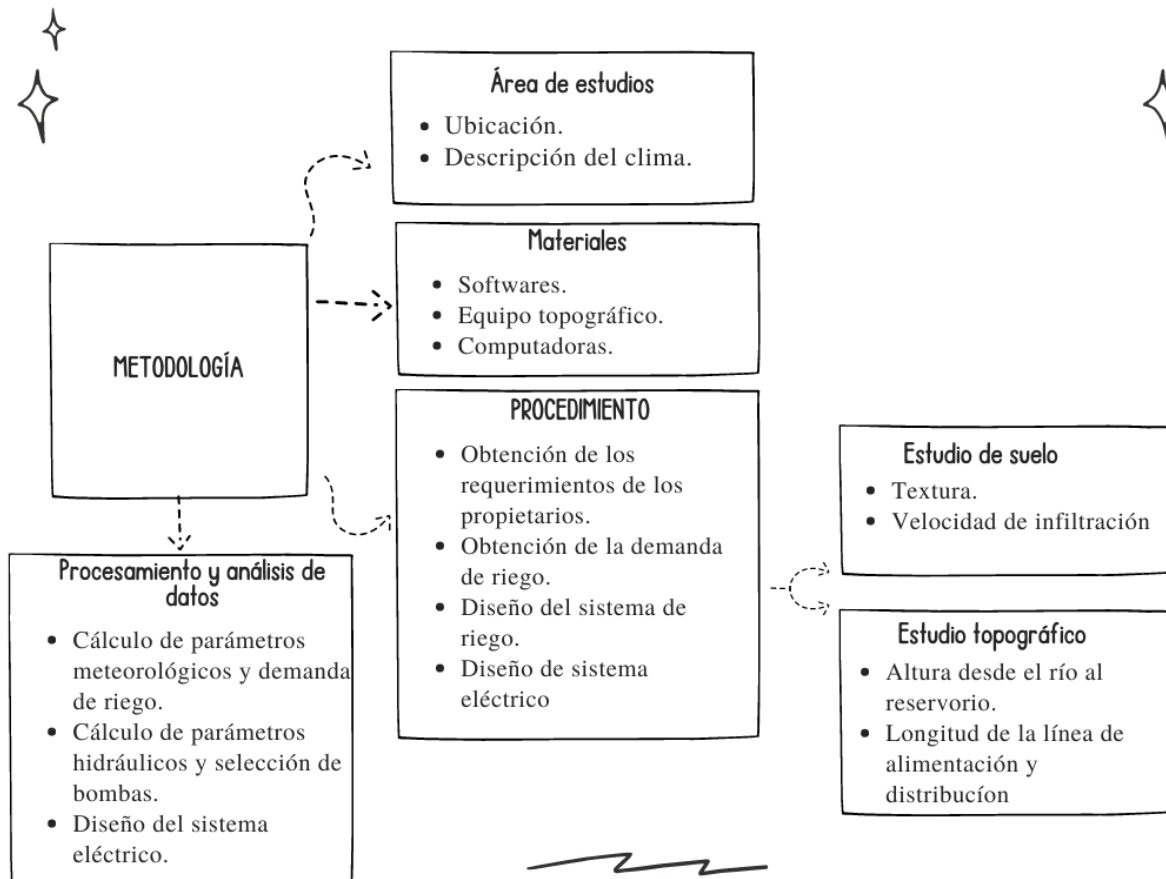 Área de estudios
• Ubicación.
• Descripción del clima.
Materiales
• Softwares.
• Equipo topográfico.
• Computadoras.
METODOLOGÍA
PROCEDIMIENTO
• Obtención de los
requerimientos de los
propietarios.
• Obtención de la demanda
de riego.
• Diseño del sistema de
riego.
• Diseño de sistema
eléctrico
Estudio de suelo
• Textura.
• Velocidad de infiltración
Estudio topográfico
• Altura desde el río al
reservorio.
• Longitud de la línea de
alimentación y
distribucíon
Procesamiento y análisis de
datos
• Cálculo de parámetros
meteorológicos y demanda
de riego.
• Cálculo de parámetros
hidráulicos y selección de
bombas.
• Diseño del sistema
eléctrico.